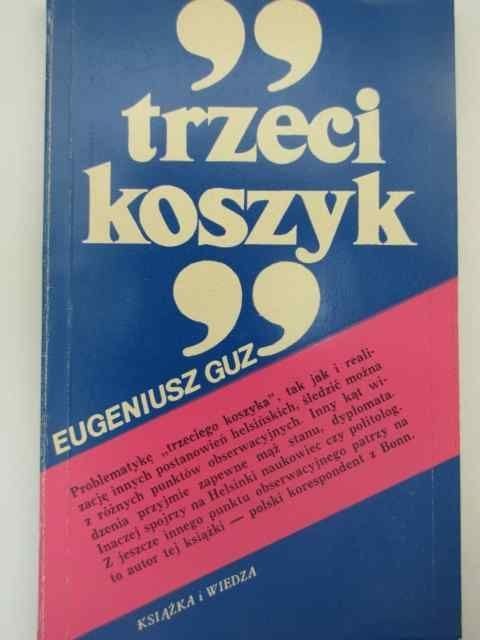 ”
trzeci
koszyk
”
EUGENIUSZ GUZ
Problematykę „trzeciego koszyka”, tak jak i reali-
zację innych postanowień helsińskich, śledzić można
z różnych punktów obserwacyjnych. Inny kąt wi-
dzenia przyjmie zapewne mąż stanu, dyplomata.
Inaczej spojrzy na Helsinki naukowiec czy politolog.
Z jeszcze innego punktu obserwacyjnego patrzy na
to autor tej książki — polski korespondent z Bonn.
KSIĄŻKA i WIEDZA